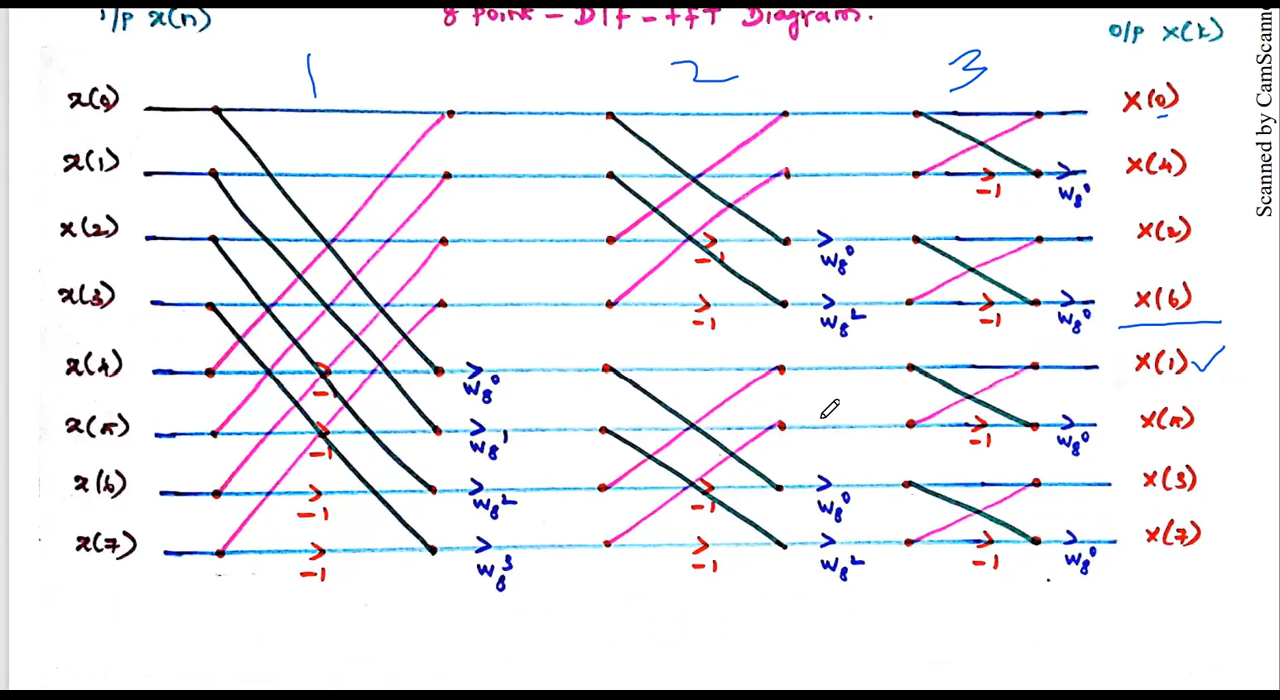 i/p x(n) 8 point - DIF - FFT Diagram. o/p X(k)
1 2 3
x(0) X(0)
x(1) -1 W8^0 X(4)
x(2) -1 W8^0 X(2)
x(3) -1 W8^2 -1 W8^0 X(6)
x(4) -1 W8^0 X(1) ✓
x(5) -1 W8^1 -1 W8^0 X(5)
x(6) -1 W8^2 -1 W8^0 X(3)
x(7) -1 W8^3 -1 W8^2 -1 W8^0 X(7)
Scanned by CamScann